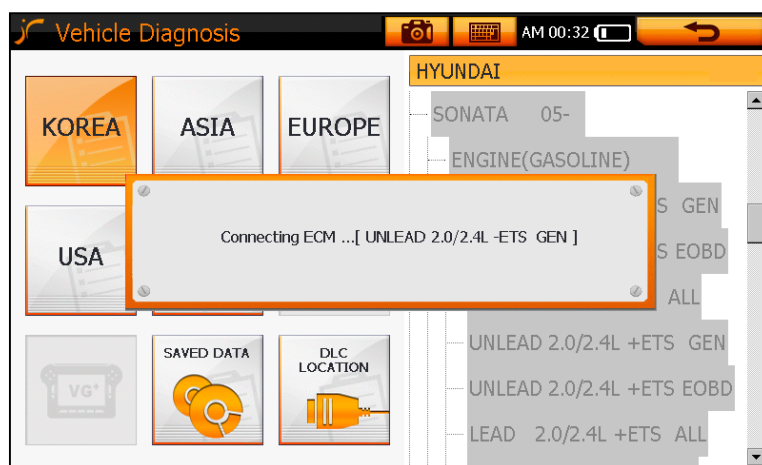 Vehicle Diagnosis
AM 00:32
HYUNDAI
KOREA
ASIA
EUROPE
USA
VG+
SAVED DATA
DLC
LOCATION
SONATA 05-
ENGINE(GASOLINE)
S GEN
S EOBD
ALL
UNLEAD 2.0/2.4L +ETS GEN
UNLEAD 2.0/2.4L +ETS EOBD
LEAD 2.0/2.4L +ETS ALL
Connecting ECM ...[ UNLEAD 2.0/2.4L -ETS GEN ]